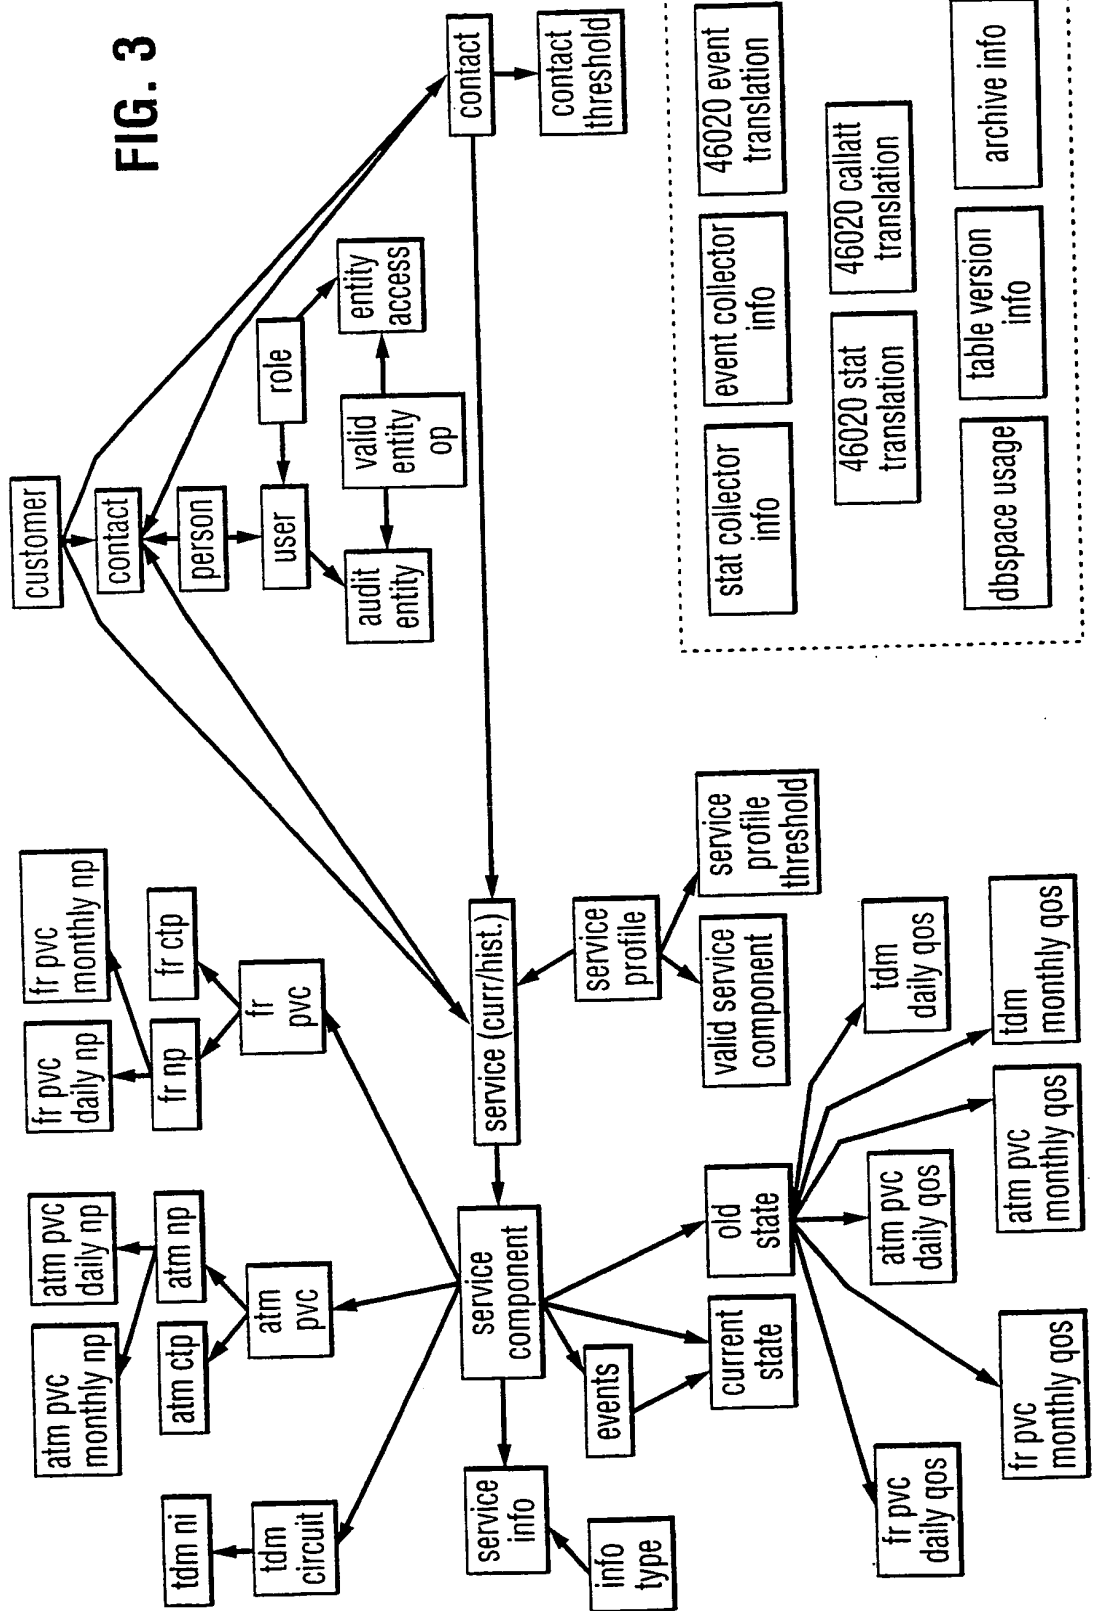 FIG. 3
customer
contact
person
user
role
audit
entity
valid
entity
op
entity
access
contact
contact
threshold
tdm ni
tdm
circuit
atm pvc
monthly np
atm pvc
daily np
atm ctp
atm np
atm
pvc
fr pvc
daily np
fr pvc
monthly np
fr np
fr ctp
fr
pvc
service
info
info
type
service
component
service (curr/hist.)
events
current
state
old
state
service
profile
valid service
component
service
profile
threshold
fr pvc
daily qos
fr pvc
monthly qos
atm pvc
daily qos
atm pvc
monthly qos
tdm
daily qos
tdm
monthly qos
stat collector
info
event collector
info
46020 event
translation
46020 stat
translation
46020 callatt
translation
dbspace usage
table version
info
archive info